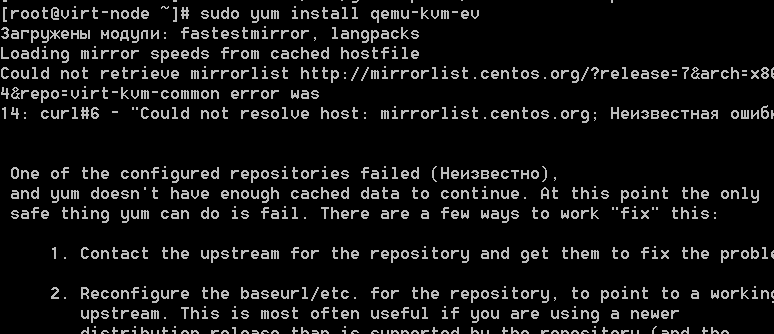 [root@virt-node ~]# sudo yum install qemu-kvm-ev
Загружены модули: fastestmirror, langpacks
Loading mirror speeds from cached hostfile
Could not retrieve mirrorlist http://mirrorlist.centos.org/?release=7&arch=x86
4&repo=virt-kvm-common error was
14: curl#6 - "Could not resolve host: mirrorlist.centos.org; Неизвестная ошибк
One of the configured repositories failed (Неизвестно),
and yum doesn't have enough cached data to continue. At this point the only
safe thing yum can do is fail. There are a few ways to work "fix" this:
1. Contact the upstream for the repository and get them to fix the proble
2. Reconfigure the baseurl/etc. for the repository, to point to a working
upstream. This is most often useful if you are using a newer
distribution release than is supported by the repository (and the